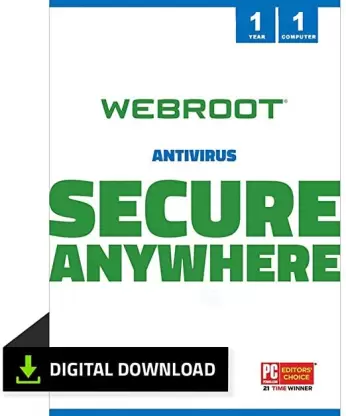 1 1
YEAR COMPUTER
WEBROOT®
ANTIVIRUS
SECURE
ANYWHERE
DIGITAL DOWNLOAD
PC EDITORS'
CHOICE
21 TIME WINNER